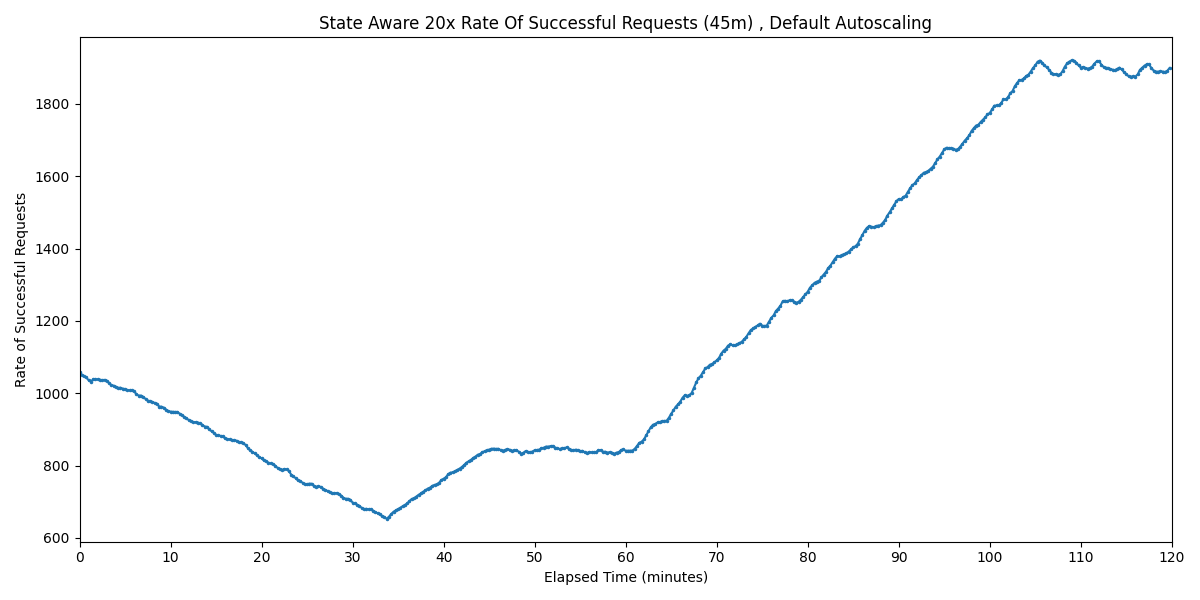 State Aware 20x Rate Of Successful Requests (45m) , Default Autoscaling
1800
1600
1400
1200
1000
800
600
Rate of Successful Requests
0 10 20 30 40 50 60 70 80 90 100 110 120
Elapsed Time (minutes)